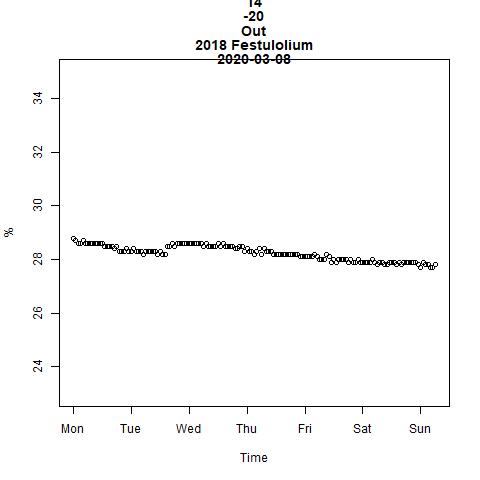 14
-20
Out
2018 Festulolium
2020-03-08
%
34
32
30
28
26
24
Mon Tue Wed Thu Fri Sat Sun
Time